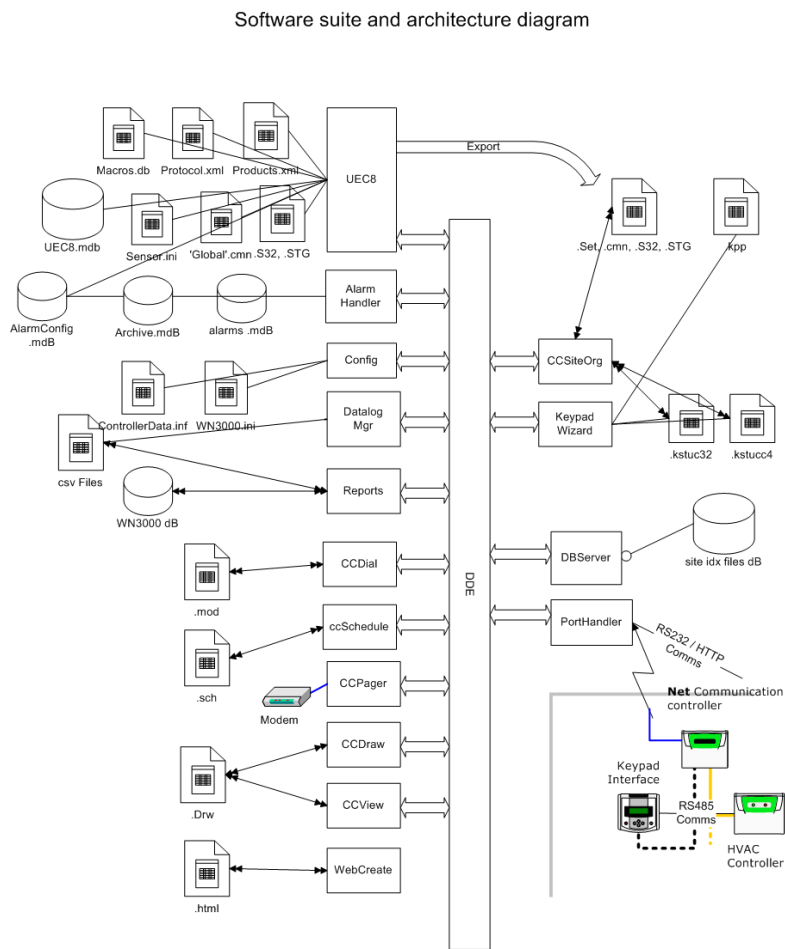 Software suite and architecture diagram
Macros.db
Protocol.xml
Products.xml
UEC8
Export
UEC8.mdb
Sensor.ini
'Global'.cmn
.S32, .STG
.Set, .cmn, .S32, .STG
kpp
AlarmConfig
.mdB
Archive.mdB
alarms .mdB
Alarm
Handler
Config
CCSiteOrg
ControllerData.inf
WN3000.ini
Datalog
Mgr
Keypad
Wizard
.kstuc32
.kstucc4
csv Files
WN3000 dB
Reports
DDE
DBServer
site idx files dB
.mod
CCDial
PortHandler
RS232 / HTTP
Comms
.sch
ccSchedule
Modem
CCPager
Net Communication
controller
.Drw
CCDraw
CCView
Keypad
Interface
RS485
Comms
HVAC
Controller
.html
WebCreate